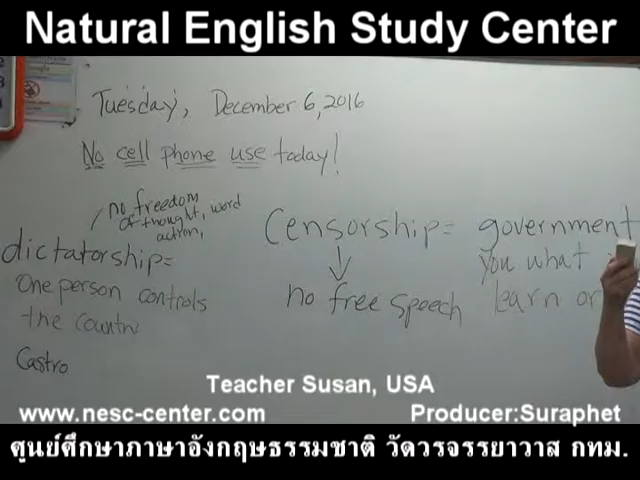 Natural English Study Center
Tuesday, December 6, 2016
No cell phone use today!
no freedom
of thought, word
action,
dictatorship=
One person controls
the country
Castro
Censorship= government
you what
no free speech
learn or
Teacher Susan, USA
www.nesc-center.com
Producer:Suraphet
ศูนย์ศึกษาภาษาอังกฤษธรรมชาติ วัดวรจรรยาวาส กทม.